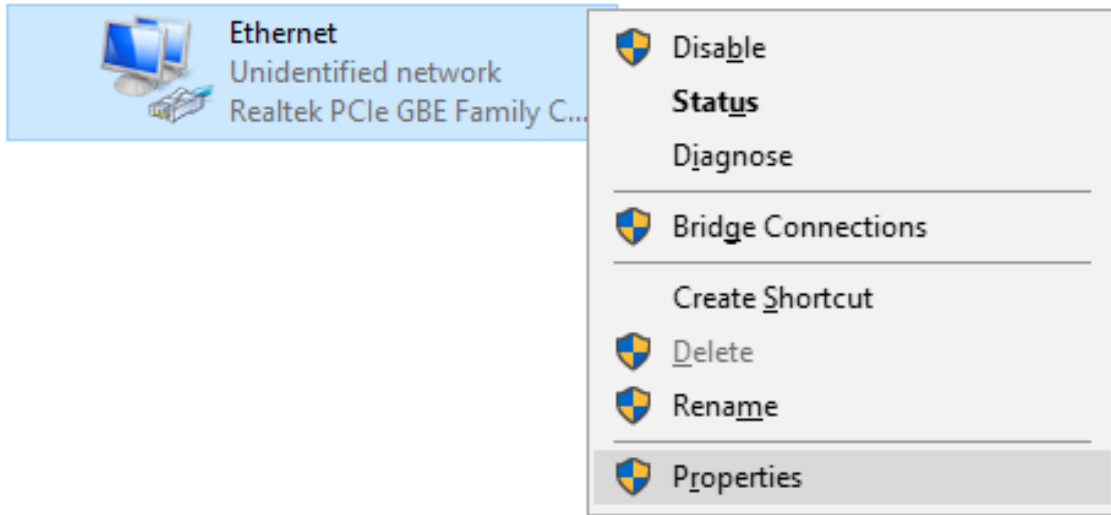 Ethernet
Unidentified network
Realtek PCIe GBE Family C...
Disable
Status
Diagnose
Bridge Connections
Create Shortcut
Delete
Rename
Properties